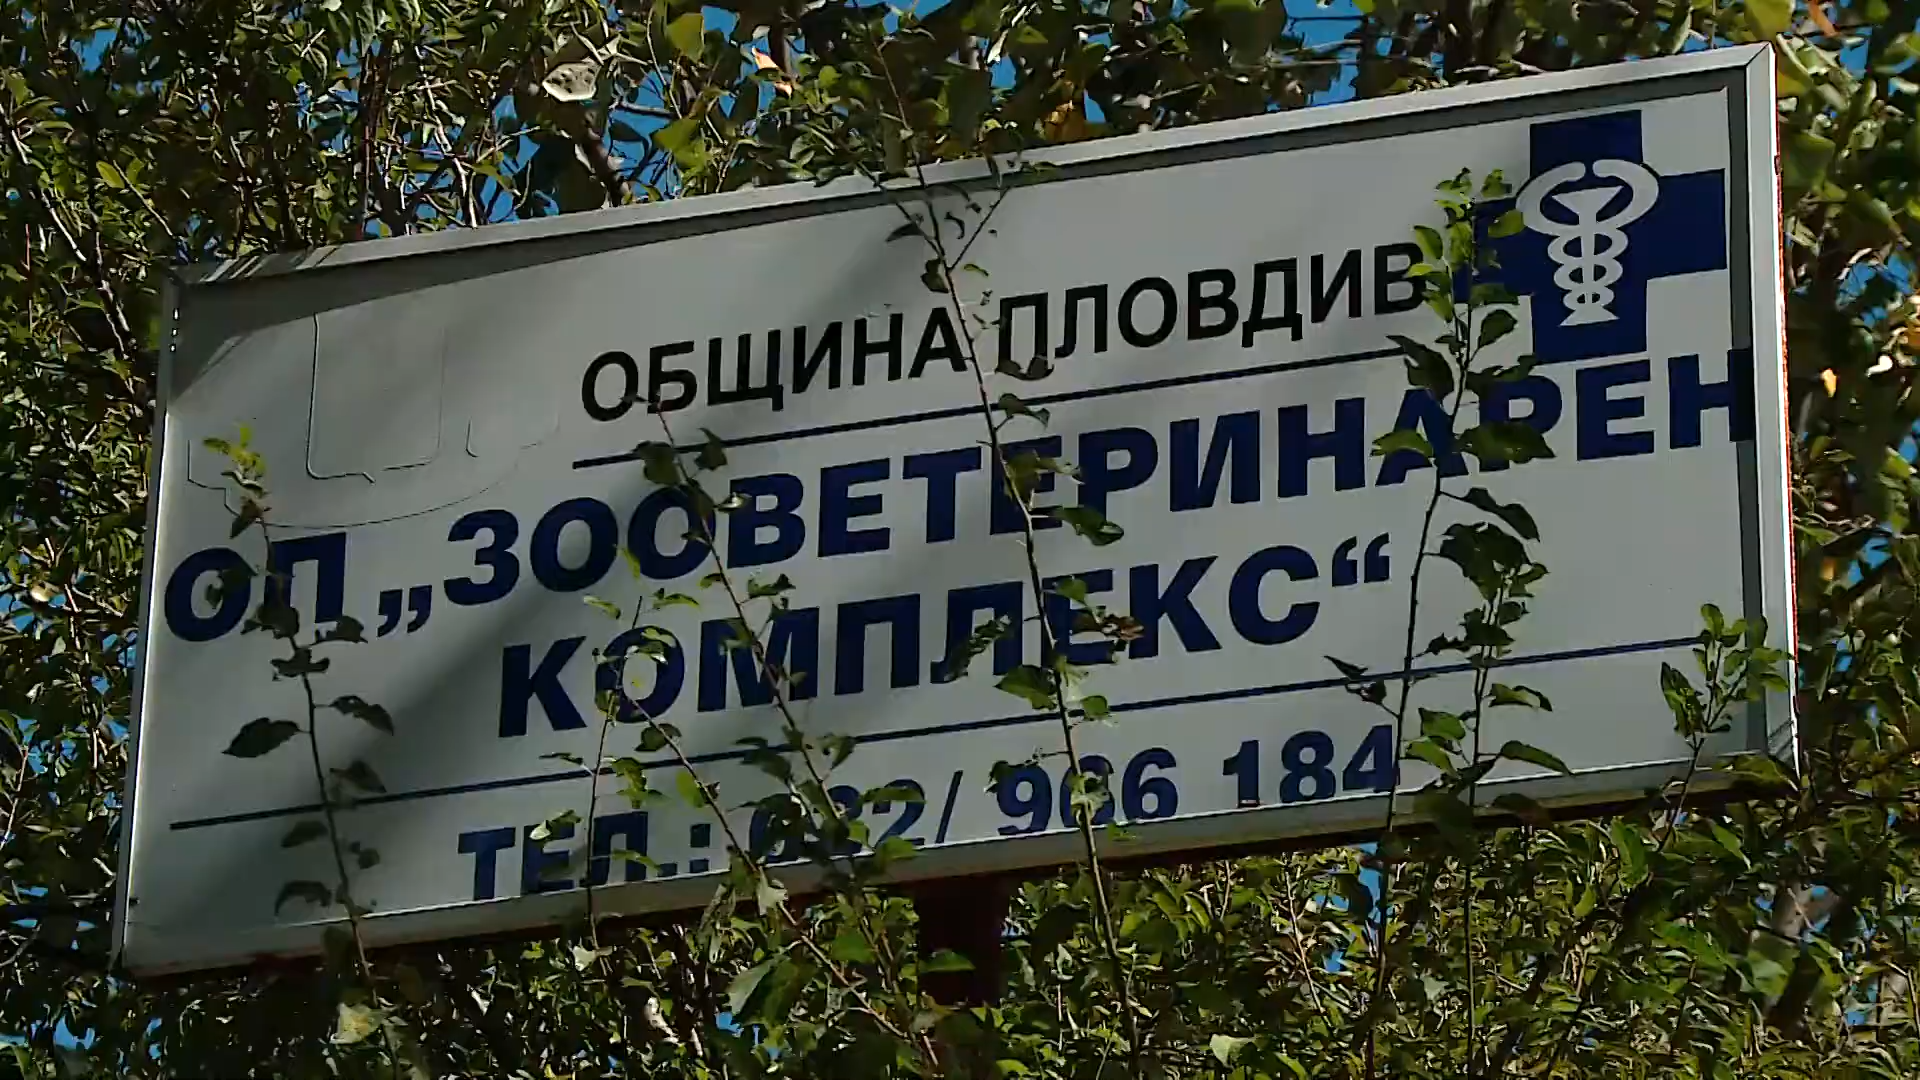 ОБЩИНА ПЛОВДИВ
ОП „ЗООВЕТЕРИНАРЕН
КОМПЛЕКС“
ТЕЛ.: 032/ 966 184